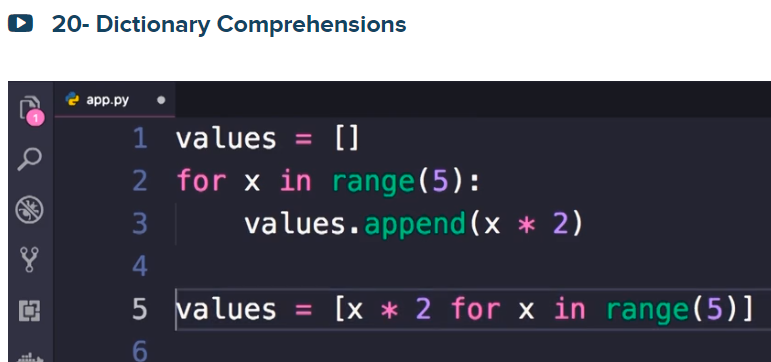 20- Dictionary Comprehensions
app.py
1
1 values = []
2 for x in range(5):
3     values.append(x * 2)
4
5 values = [x * 2 for x in range(5)]
6